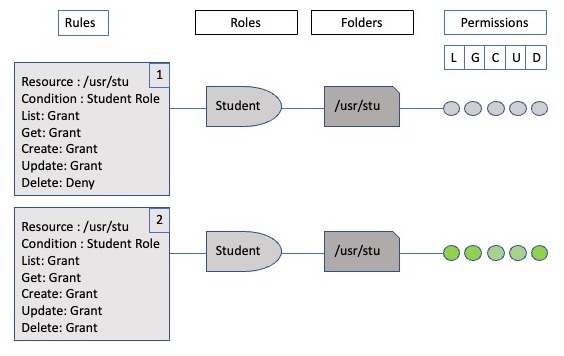 Rules Roles Folders Permissions
L G C U D
1
Resource : /usr/stu
Condition : Student Role
List: Grant
Get: Grant
Create: Grant
Update: Grant
Delete: Deny
Student
/usr/stu
2
Resource : /usr/stu
Condition : Student Role
List: Grant
Get: Grant
Create: Grant
Update: Grant
Delete: Grant
Student
/usr/stu